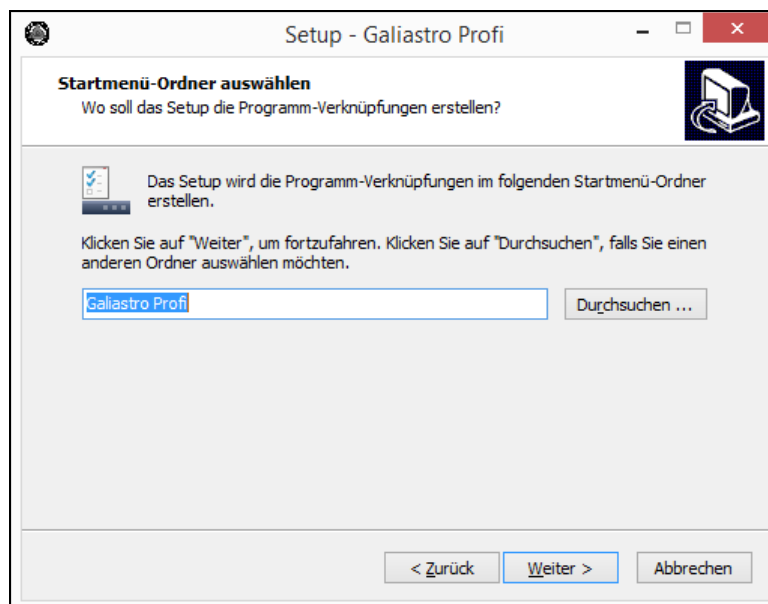 Setup - Galiastro Profi
Startmenü-Ordner auswählen
Wo soll das Setup die Programm-Verknüpfungen erstellen?
Das Setup wird die Programm-Verknüpfungen im folgenden Startmenü-Ordner
erstellen.
Klicken Sie auf "Weiter", um fortzufahren. Klicken Sie auf "Durchsuchen", falls Sie einen
anderen Ordner auswählen möchten.
Galiastro Profi
Durchsuchen ...
< Zurück
Weiter >
Abbrechen